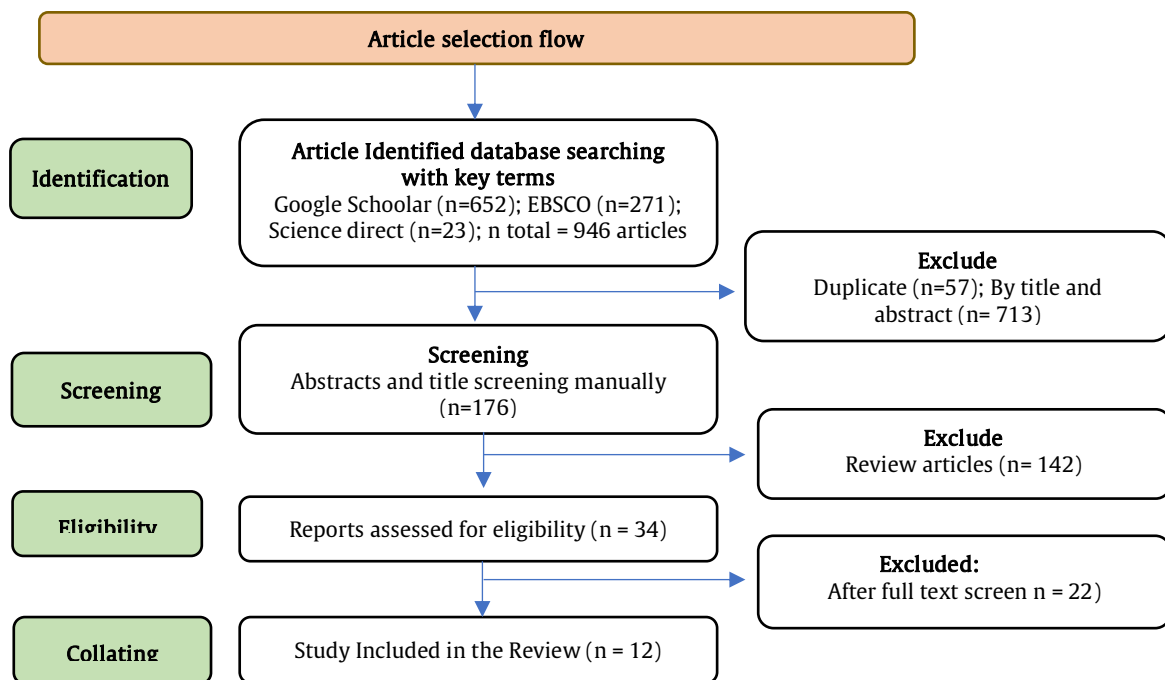 Article selection flow
Identification
Article Identified database searching
with key terms
Google Schoolar (n=652); EBSCO (n=271);
Science direct (n=23); n total = 946 articles
Exclude
Duplicate (n=57); By title and
abstract (n= 713)
Screening
Screening
Abstracts and title screening manually
(n=176)
Exclude
Review articles (n= 142)
Eligibility
Reports assessed for eligibility (n = 34)
Excluded:
After full text screen n = 22)
Collating
Study Included in the Review (n = 12)